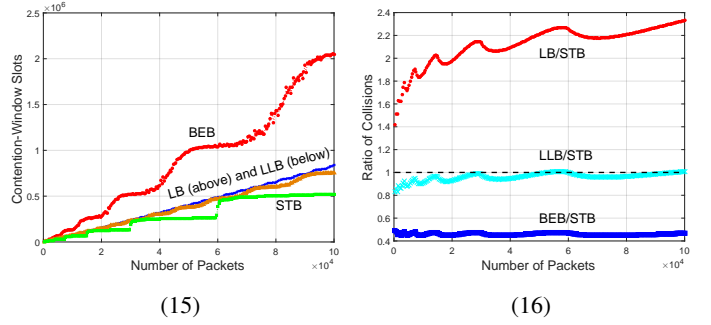 ×10⁶
2.5
2
1.5
1
0.5
0
Contention-Window Slots
BEB
LB (above) and LLB (below)
STB
0 2 4 6 8 10
Number of Packets
×10⁴
(15)
2.4
2.2
2
1.8
1.6
1.4
1.2
1
0.8
0.6
0.4
Ratio of Collisions
LB/STB
LLB/STB
BEB/STB
0 2 4 6 8 10
Number of Packets
×10⁴
(16)